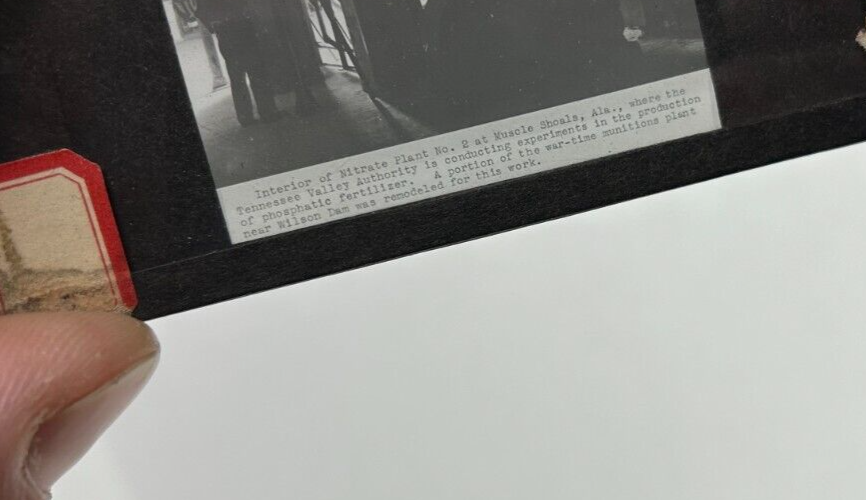 Interior of Nitrate Plant No. 2 at Muscle Shoals, Ala., where the
Tennessee Valley Authority is conducting experiments in the production
of phosphatic fertilizer. A portion of the war-time munitions plant
near Wilson Dam was remodeled for this work.